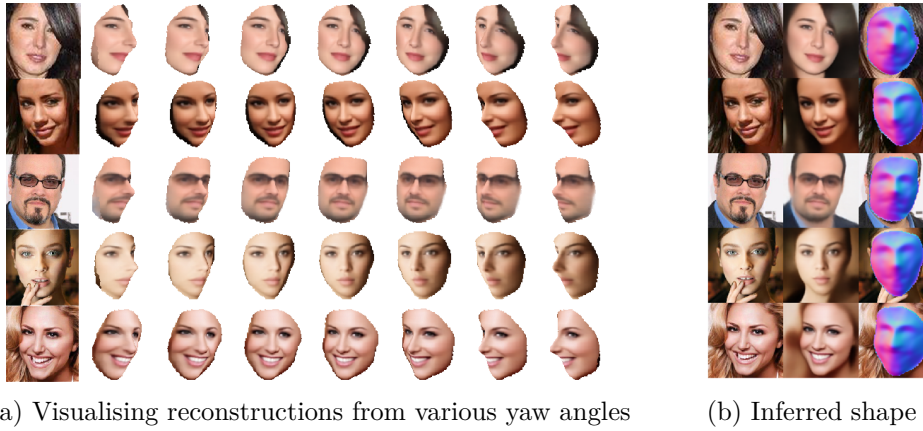 a) Visualising reconstructions from various yaw angles
(b) Inferred shape